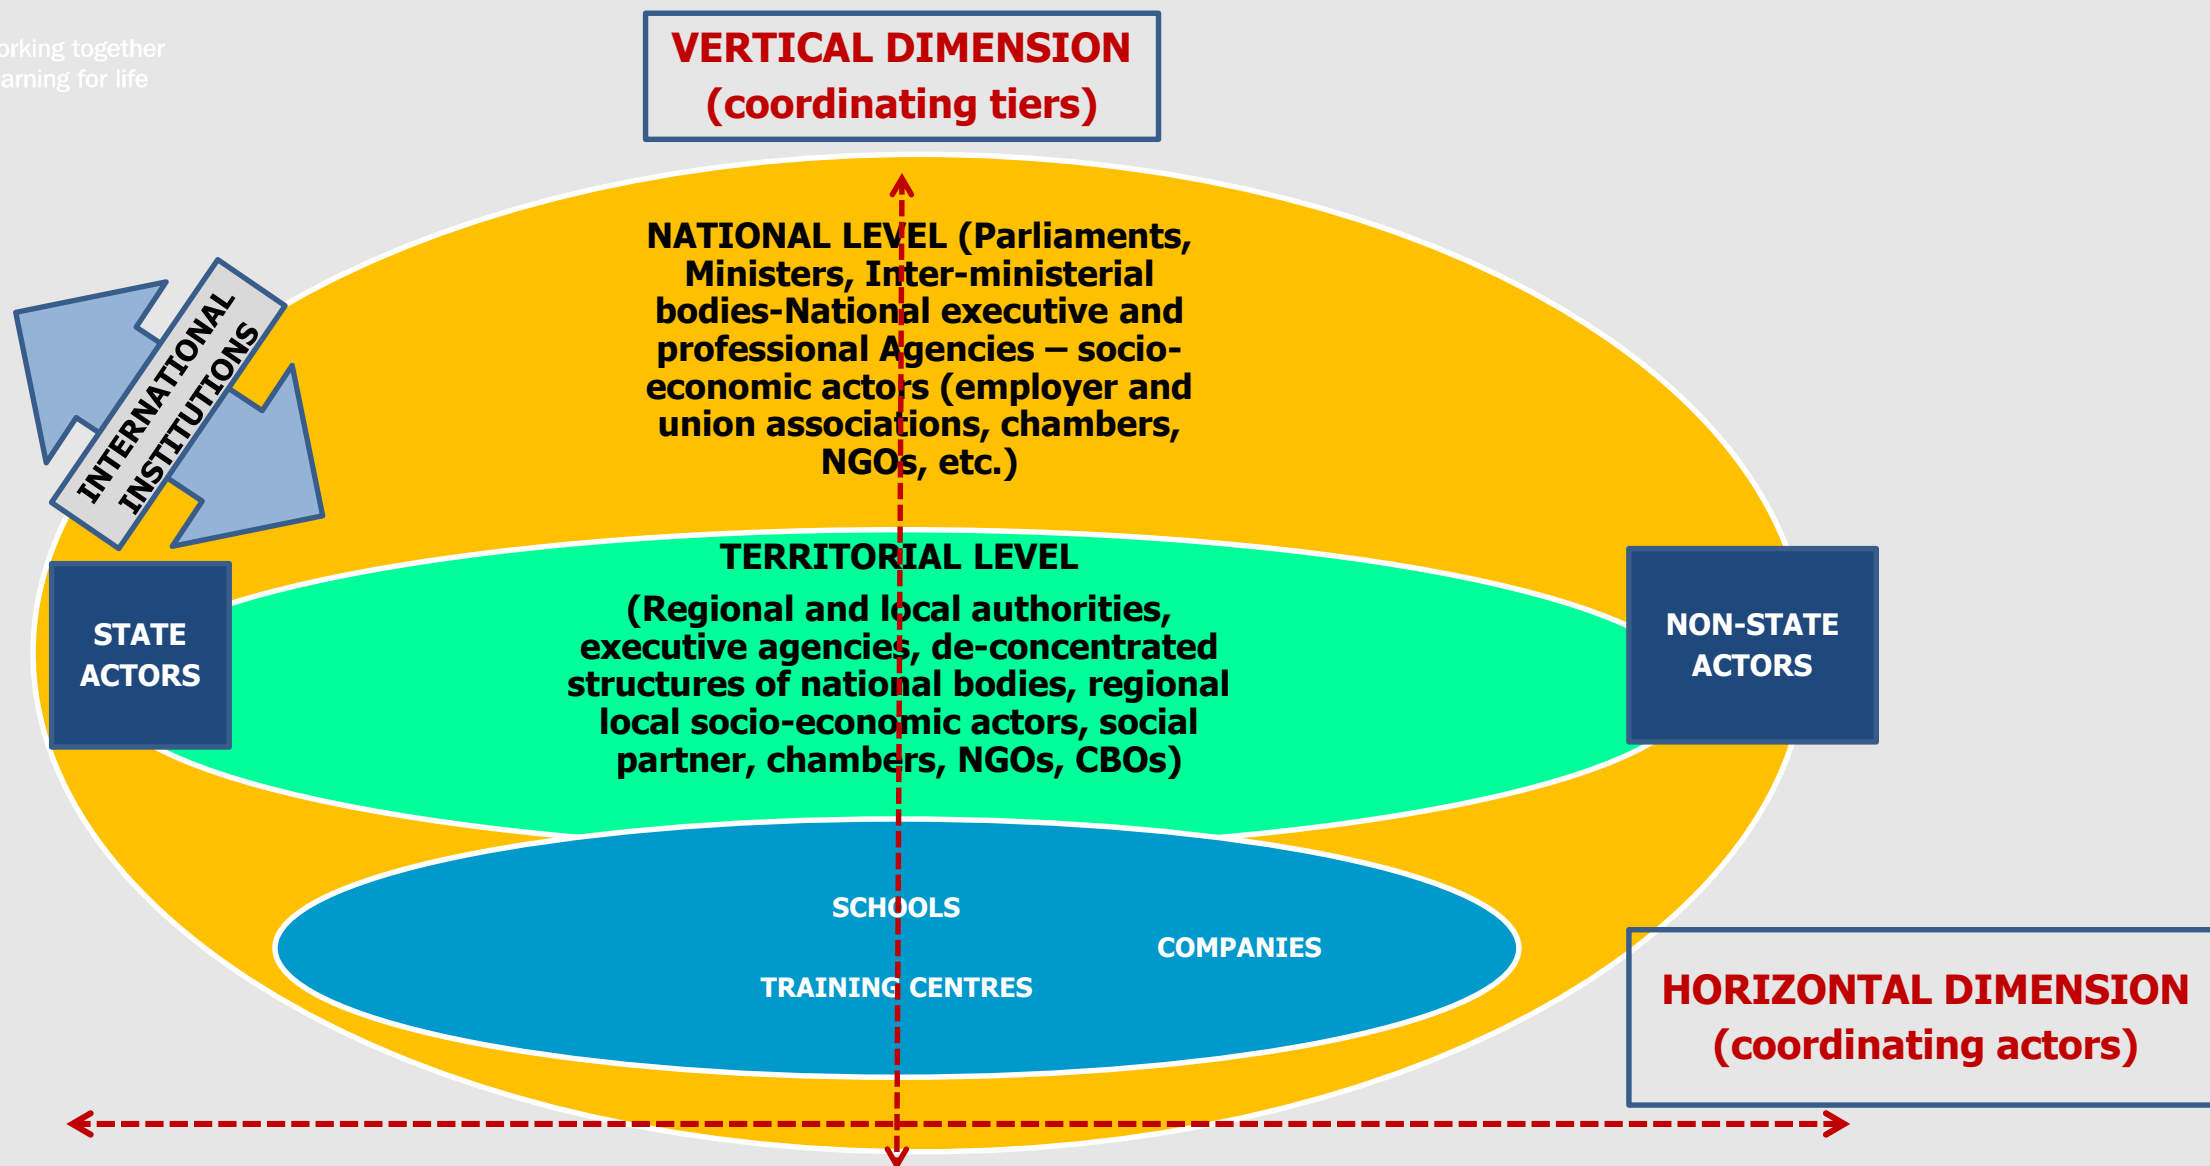 orking together
arning for life
VERTICAL DIMENSION
(coordinating tiers)
NATIONAL LEVEL (Parliaments,
Ministers, Inter-ministerial
bodies-National executive and
professional Agencies – socio-
economic actors (employer and
union associations, chambers,
NGOs, etc.)
INTERNATIONAL
INSTITUTIONS
TERRITORIAL LEVEL
(Regional and local authorities,
executive agencies, de-concentrated
structures of national bodies, regional
local socio-economic actors, social
partner, chambers, NGOs, CBOs)
STATE
ACTORS
NON-STATE
ACTORS
SCHOOLS
COMPANIES
TRAINING CENTRES
HORIZONTAL DIMENSION
(coordinating actors)